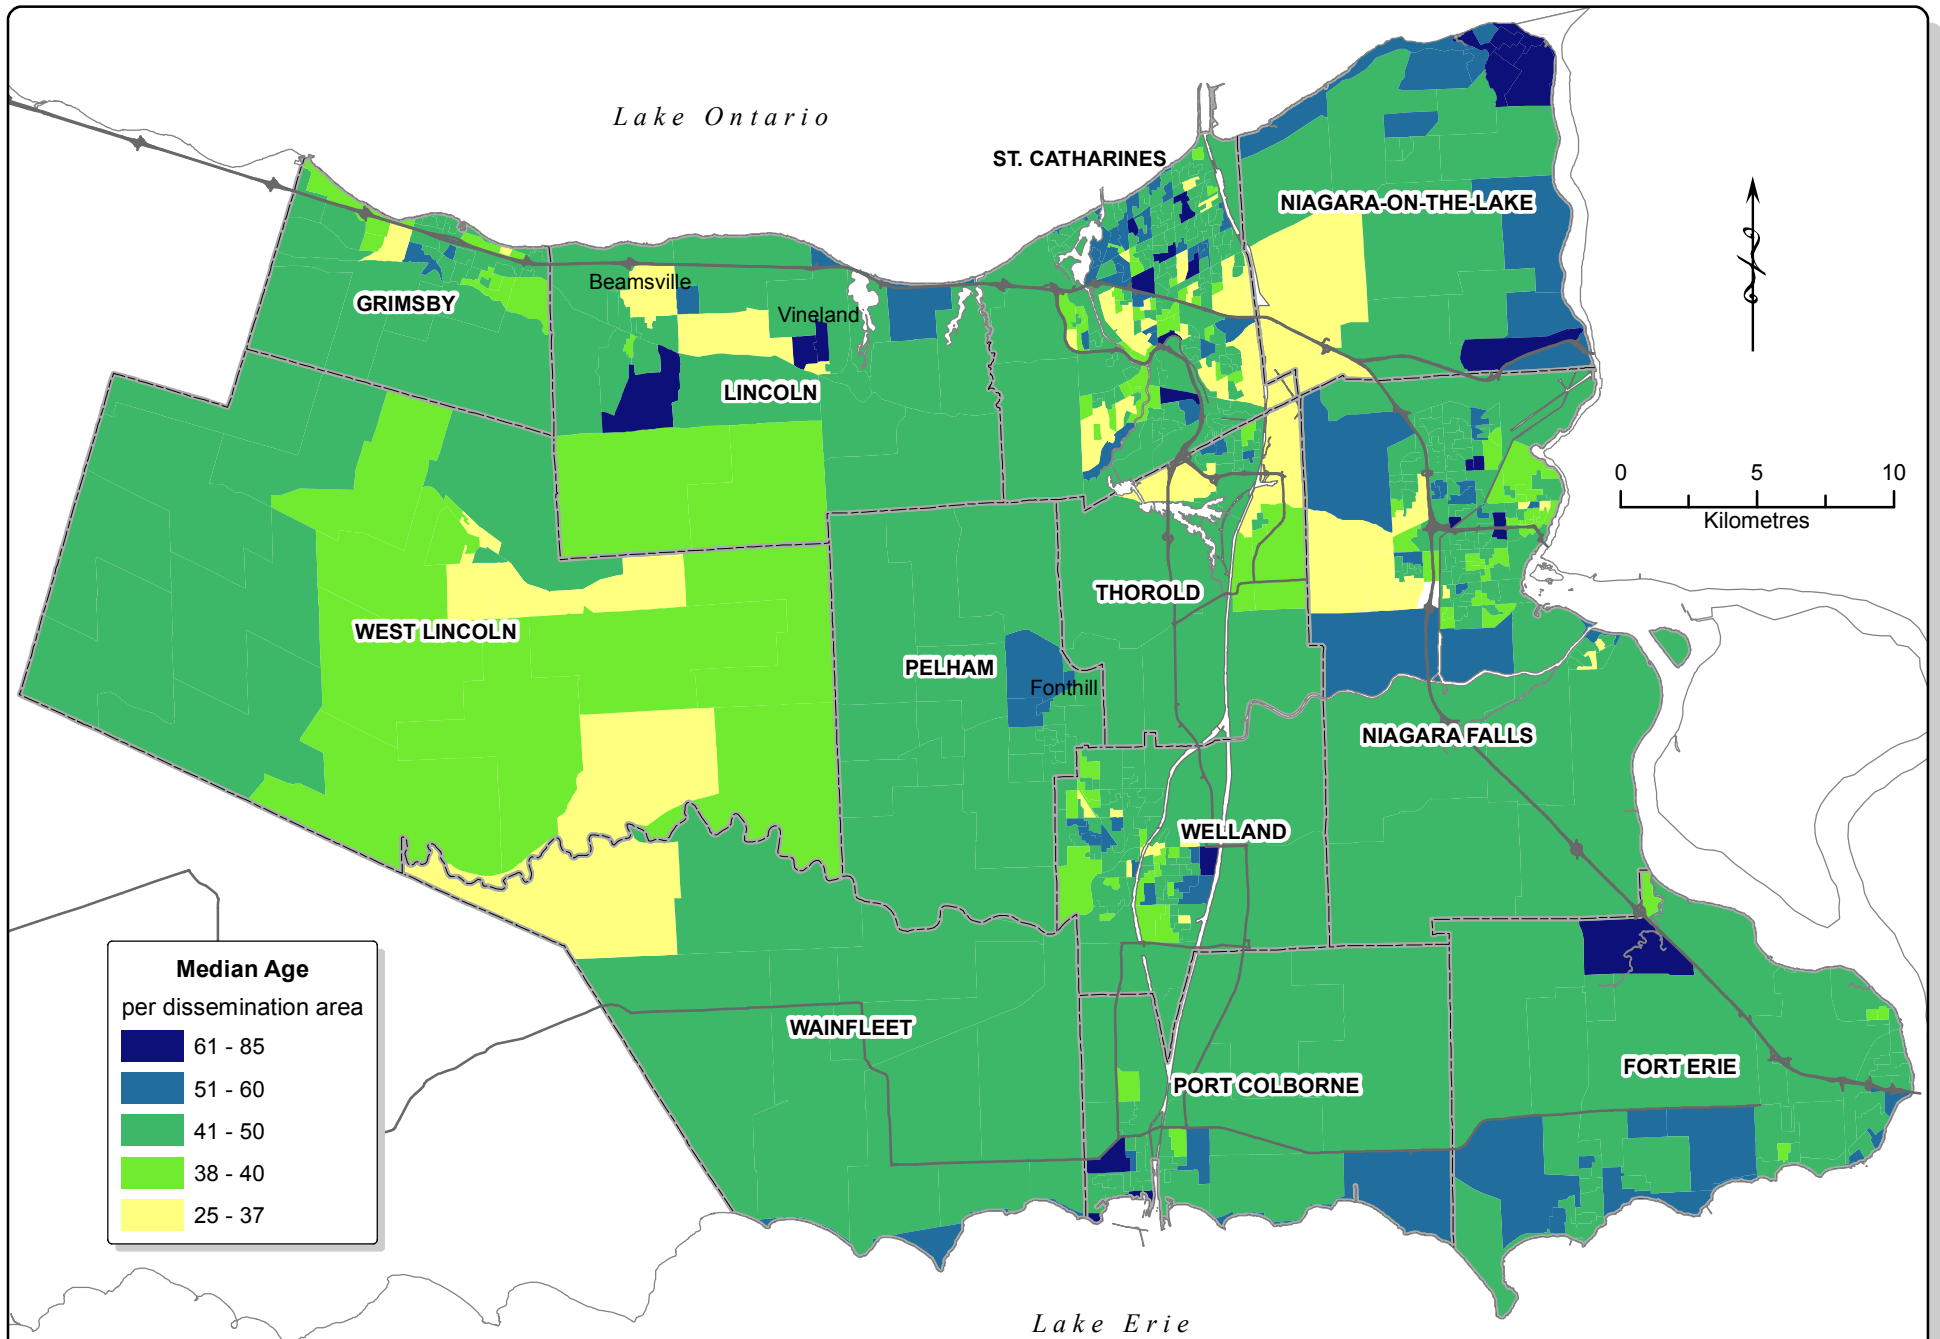 Lake Ontario
ST. CATHARINES
NIAGARA-ON-THE-LAKE
N
Beamsville
GRIMSBY
Vineland
LINCOLN
0 5 10
Kilometres
THOROLD
WEST LINCOLN
PELHAM
Fonthill
NIAGARA FALLS
WELLAND
Median Age
per dissemination area
61 - 85
51 - 60
41 - 50
38 - 40
25 - 37
WAINFLEET
FORT ERIE
PORT COLBORNE
Lake Erie